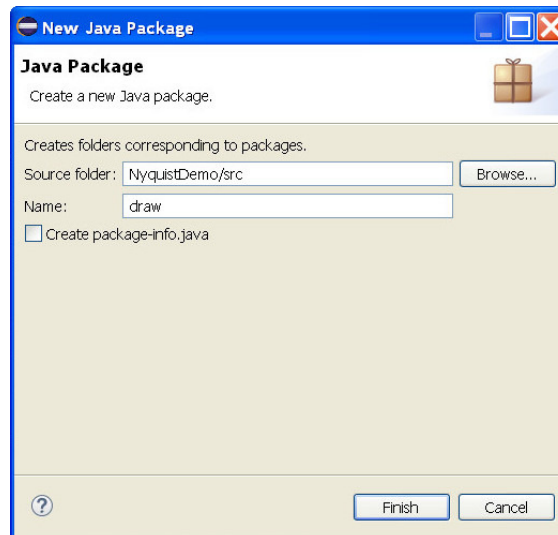 New Java Package
Java Package
Create a new Java package.
Creates folders corresponding to packages.
Source folder: NyquistDemo/src Browse...
Name: draw
Create package-info.java
? Finish Cancel